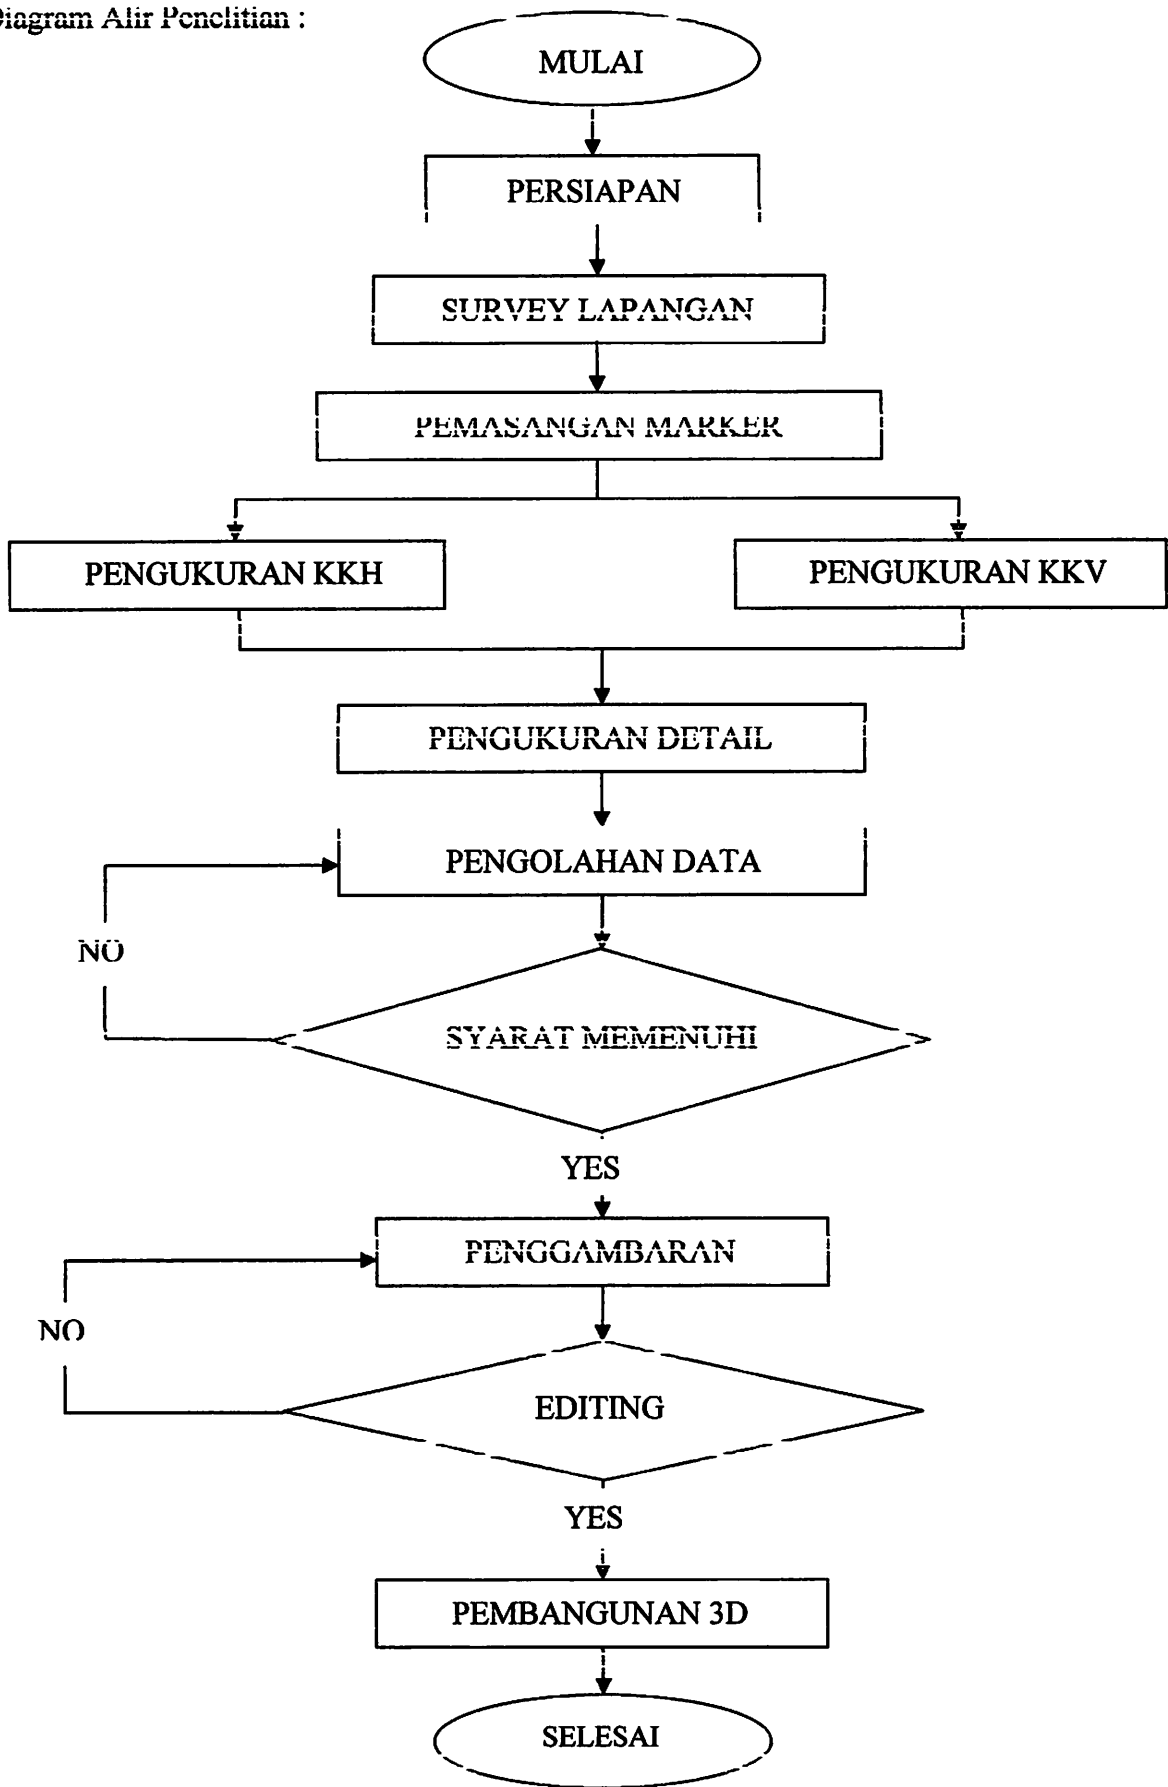 Diagram Alir Penelitian :
MULAI
PERSIAPAN
SURVEY LAPANGAN
PEMASANGAN MARKER
PENGUKURAN KKH
PENGUKURAN KKV
PENGUKURAN DETAIL
PENGOLAHAN DATA
NO
SYARAT MEMENUHI
YES
PENGGAMBARAN
NO
EDITING
YES
PEMBANGUNAN 3D
SELESAI